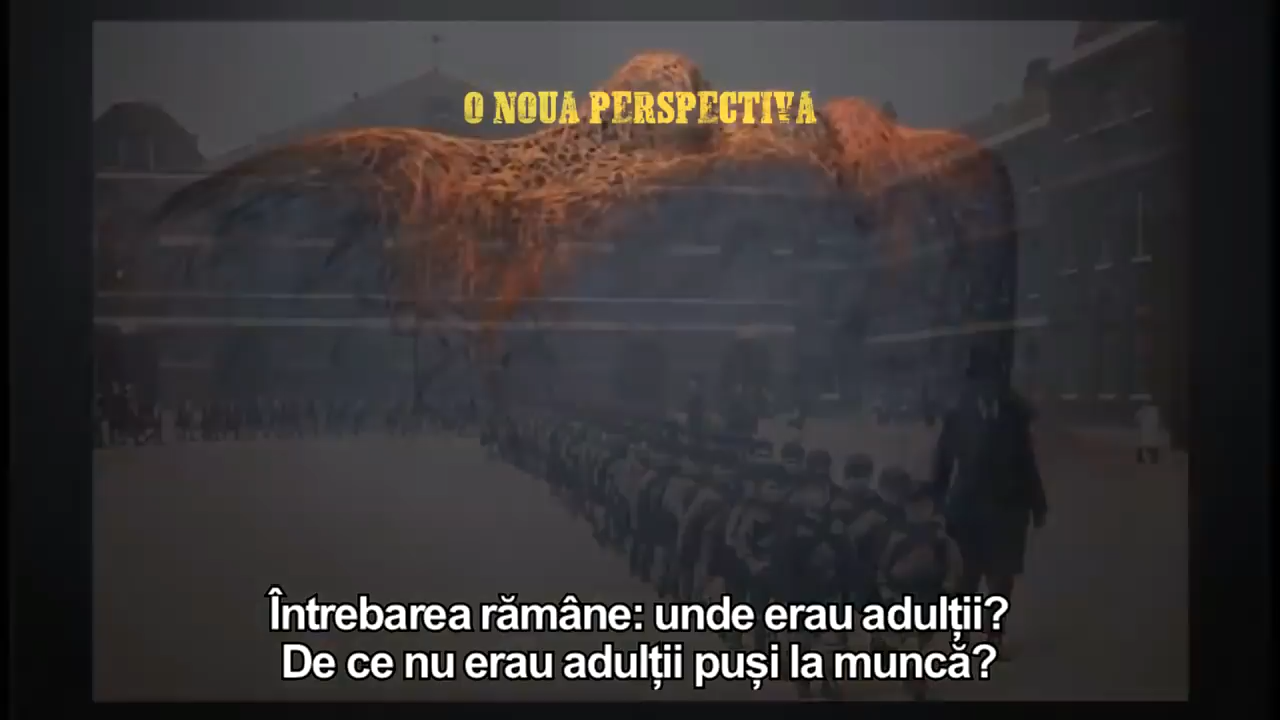 O NOUA PERSPECTIVA
Întrebarea rămâne: unde erau adulții?
De ce nu erau adulții puși la muncă?